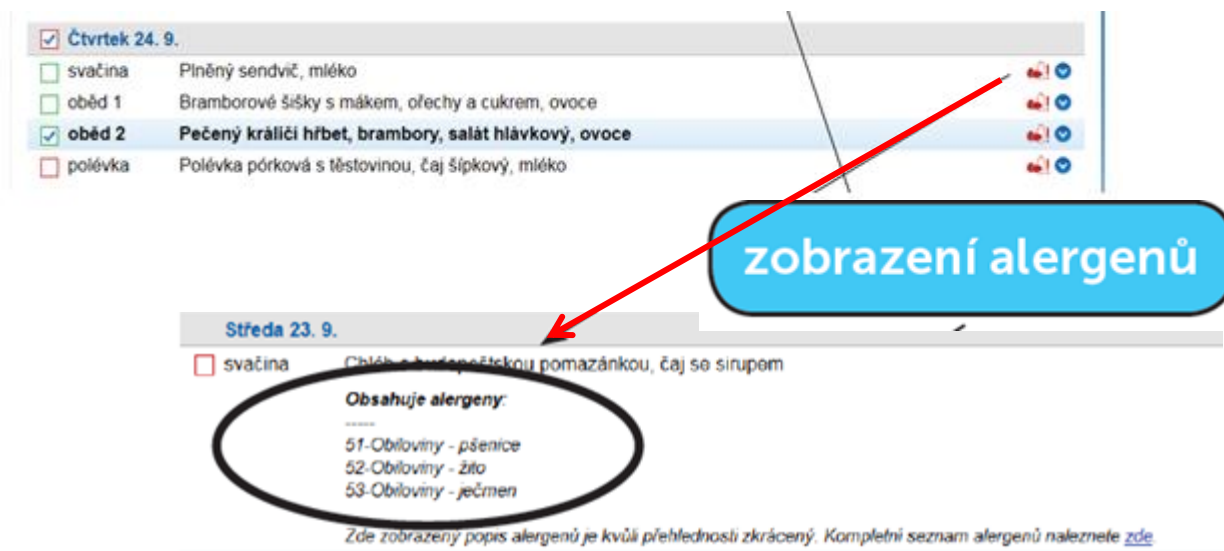 Čtvrtek 24. 9.
svačina Plněný sendvič, mléko
oběd 1 Bramborové šišky s mákem, ořechy a cukrem, ovoce
oběd 2 Pečený králičí hřbet, brambory, salát hlávkový, ovoce
polévka Polévka pórková s těstovinou, čaj šípkový, mléko
zobrazení alergenů
Středa 23. 9.
svačina Chléb s budapešťskou pomazánkou, čaj se sirupem
Obsahuje alergeny:
-----
51-Obiloviny - pšenice
52-Obiloviny - žito
53-Obiloviny - ječmen
Zde zobrazený popis alergenů je kvůli přehlednosti zkrácený. Kompletní seznam alergenů naleznete zde.